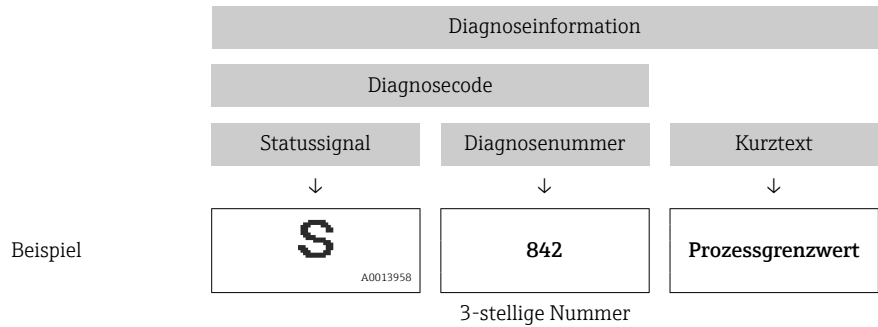 Diagnoseinformation
Diagnosecode
Statussignal Diagnosenummer Kurztext
↓ ↓ ↓
Beispiel S 842 Prozessgrenzwert
A0013958
3-stellige Nummer